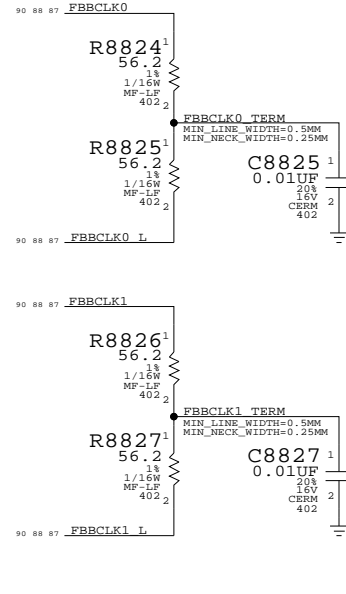 90 88 87 FBBCLK0
R8824 1
56.2
1%
1/16W
MF-LF
402 2
FBBCLK0_TERM
MIN_LINE_WIDTH=0.5MM
MIN_NECK_WIDTH=0.25MM
R8825 1
56.2
1%
1/16W
MF-LF
402 2
C8825 1
0.01UF
20%
16V
CERM 2
402
90 88 87 FBBCLK0_L
90 88 87 FBBCLK1
R8826 1
56.2
1%
1/16W
MF-LF
402 2
FBBCLK1_TERM
MIN_LINE_WIDTH=0.5MM
MIN_NECK_WIDTH=0.25MM
R8827 1
56.2
1%
1/16W
MF-LF
402 2
C8827 1
0.01UF
20%
16V
CERM 2
402
90 88 87 FBBCLK1_L